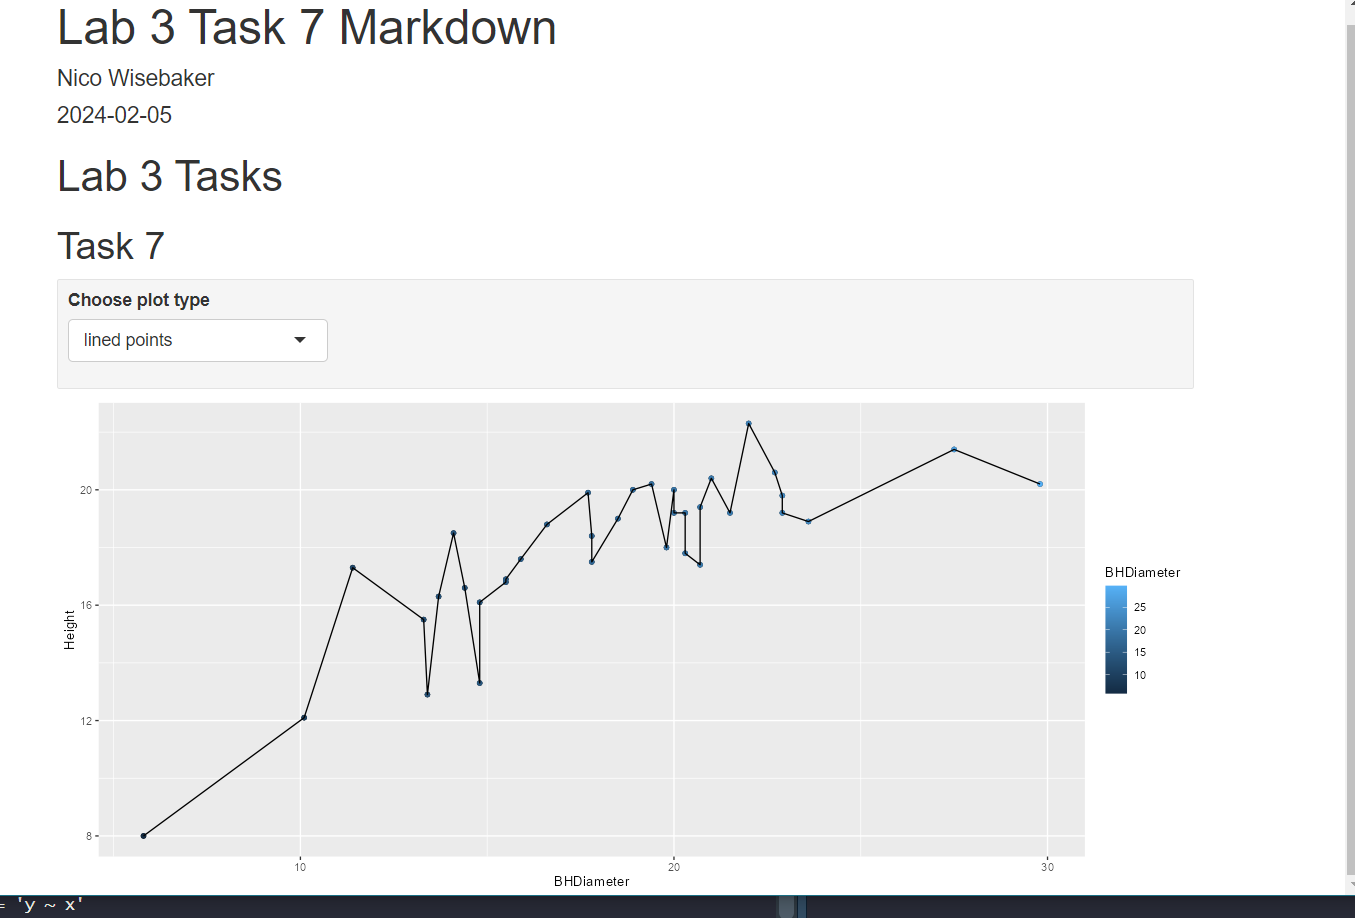 Lab 3 Task 7 Markdown
Nico Wisebaker
2024-02-05
Lab 3 Tasks
Task 7
Choose plot type
lined points
20
16
12
8
Height
10
20
30
BHDiameter
BHDiameter
25
20
15
10
= 'y ~ x'